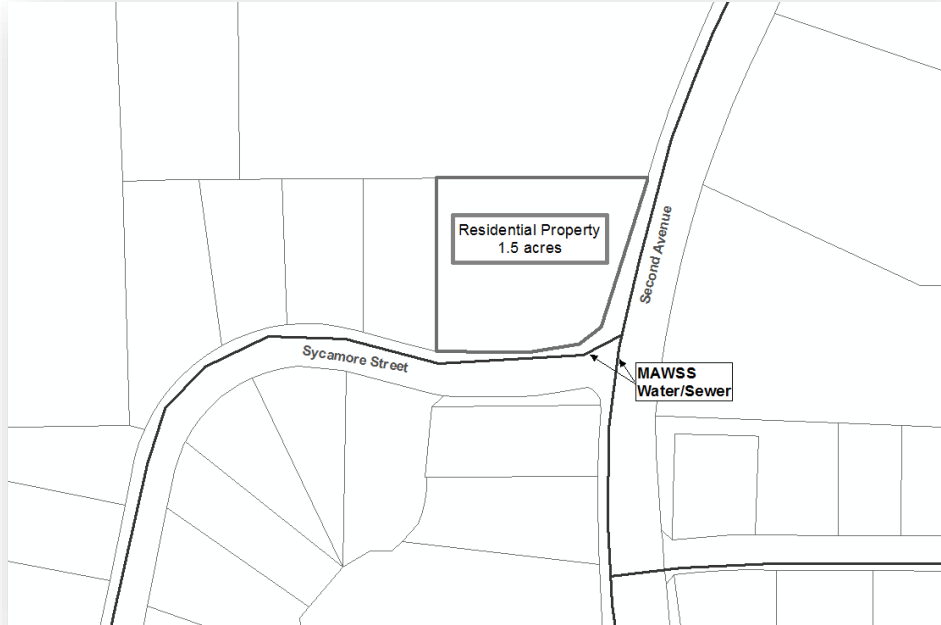 Residential Property
1.5 acres
Second Avenue
Sycamore Street
MAWSS
Water/Sewer